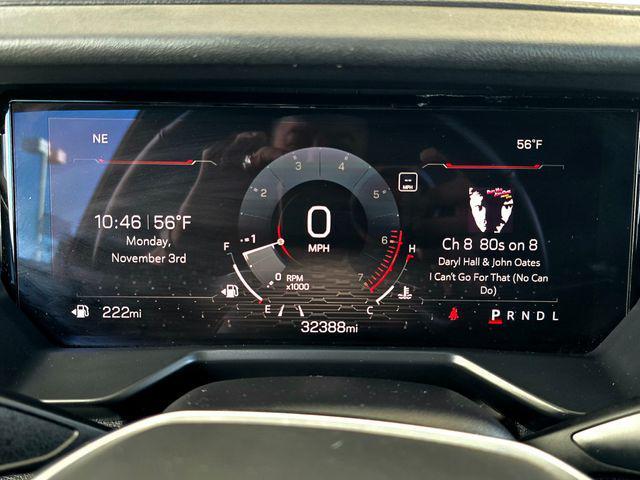 NE
56°F
10:46 | 56°F
Monday,
November 3rd
222mi
1
2
3
4
5
6
7
0
MPH
0
RPM
x1000
F
E
H
C
32388mi
--
MPH
Ch 8 80s on 8
Daryl Hall & John Oates
I Can't Go For That (No Can
Do)
P R N D L